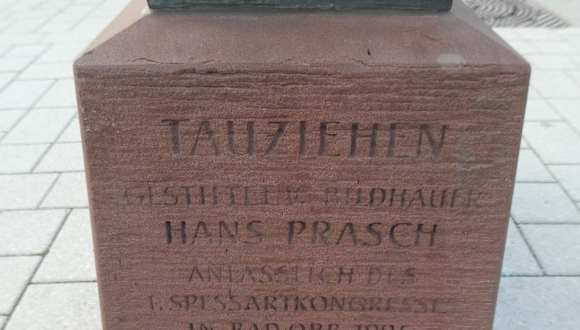 TAUZIEHEN
GESTIFTET V. BILDHAUER
HANS PRASCH
ANLÄSSLICH DES
1. SPESSARTKONGRESSES
IN BAD ORB